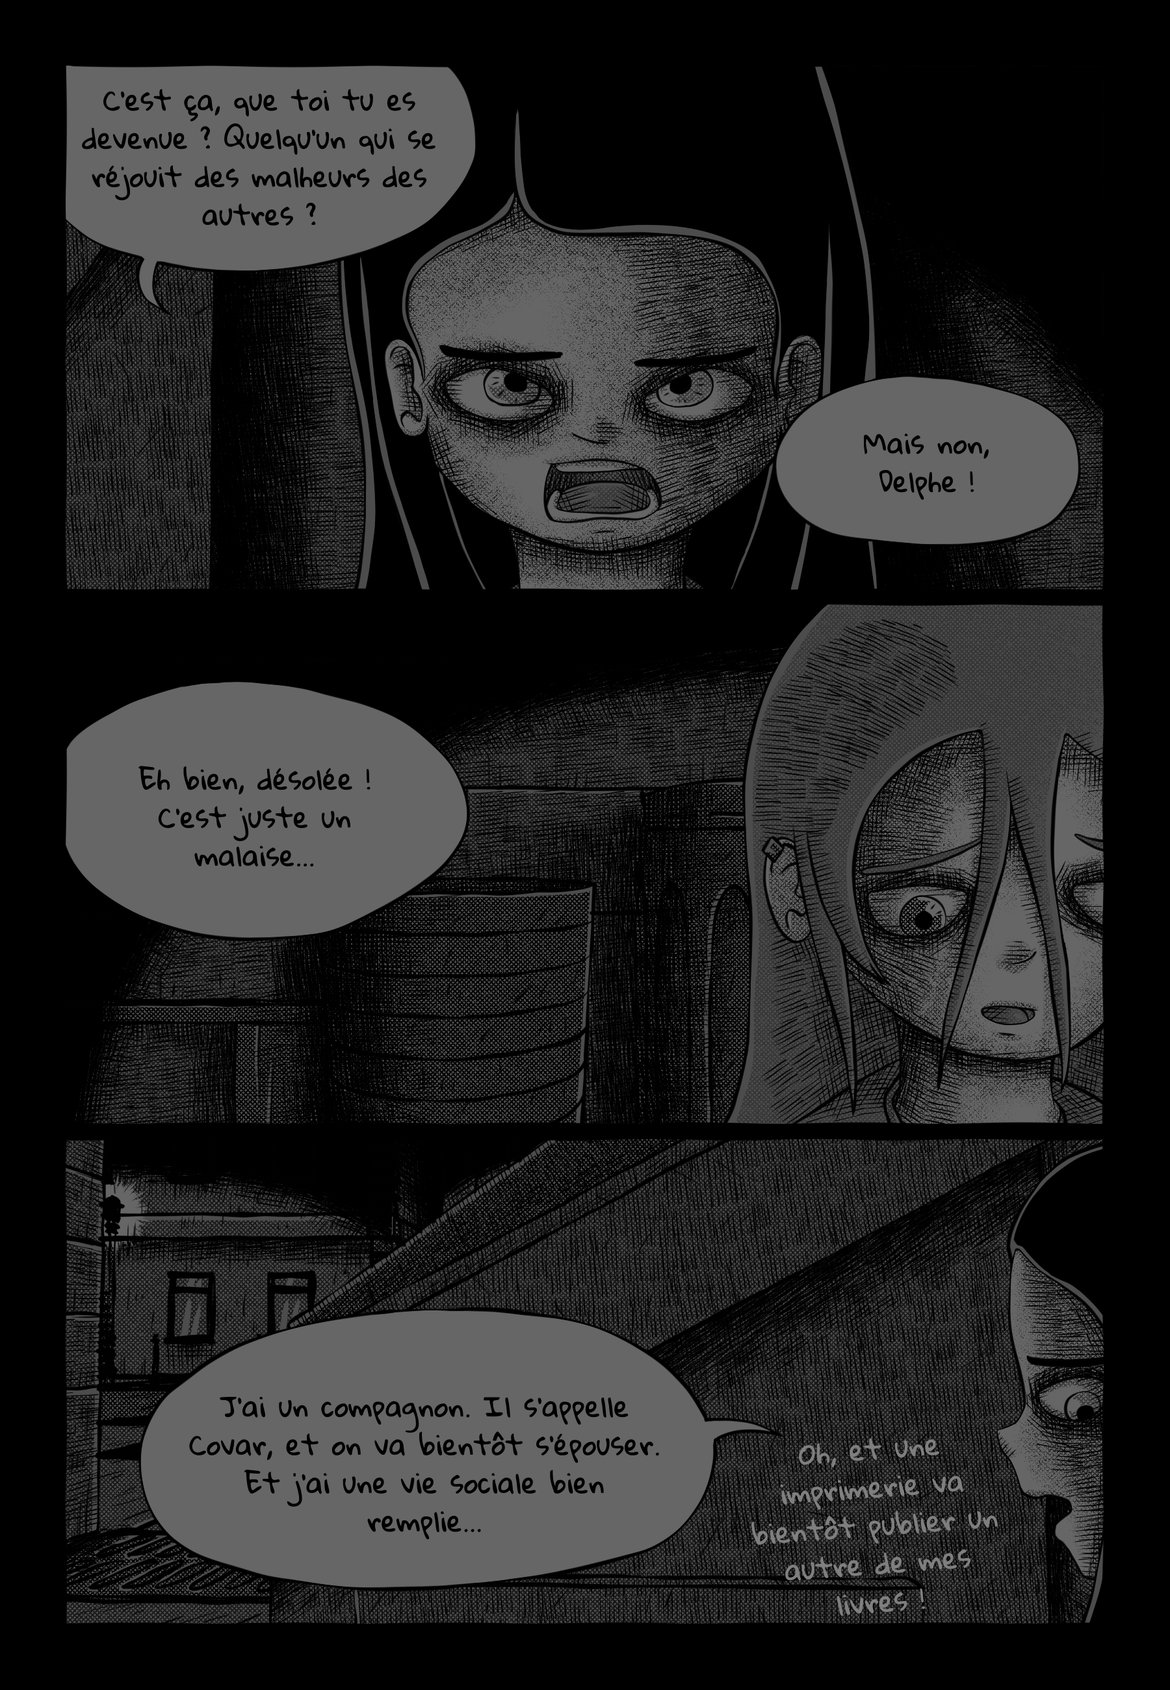 C'est ça, que toi tu es
devenue ? Quelqu'un qui se
réjouit des malheurs des
autres ?
Mais non,
Delphe !
Eh bien, désolée !
C'est juste un
malaise...
J'ai un compagnon. Il s'appelle
Covar, et on va bientôt s'épouser.
Et j'ai une vie sociale bien
remplie...
Oh, et une
imprimerie va
bientôt publier un
autre de mes
livres !